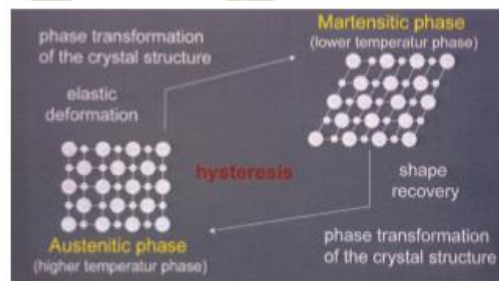 Martensitic phase
(lower temperatur phase)
phase transformation
of the crystal structure
elastic
deformation
hysteresis
shape
recovery
Austenitic phase
(higher temperatur phase)
phase transformation
of the crystal structure